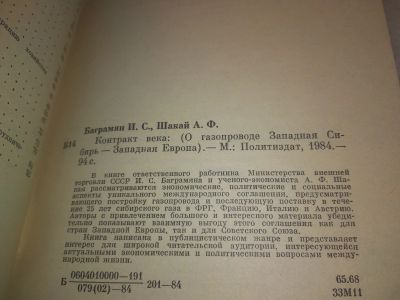 Баграмян И. С., Шакай А. Ф.
Б14
Контракт века: (О газопроводе Западная Си-
бирь — Западная Европа).— М.: Политиздат, 1984.—
94 с.
В книге ответственного работника Министерства внешней
торговли СССР И. С. Баграмяна и ученого-экономиста А. Ф. Ша-
кая рассматриваются экономические, политические и социальные
аспекты уникального международного соглашения, предусматри-
вающего постройку газопровода и последующую поставку в течение
25 лет сибирского газа в ФРГ, Францию, Италию и Австрию.
Авторы с привлечением большого и интересного материала убеди-
тельно показывают взаимную выгоду этого соглашения как для
стран Западной Европы, так и для Советского Союза.
Книга написана в публицистическом жанре и представляет
интерес для широкой читательской аудитории, интересующейся
актуальными экономическими и политическими вопросами между-
народной жизни.
Б 0604010000—191
079(02)—84
201—84
65.68
33М11